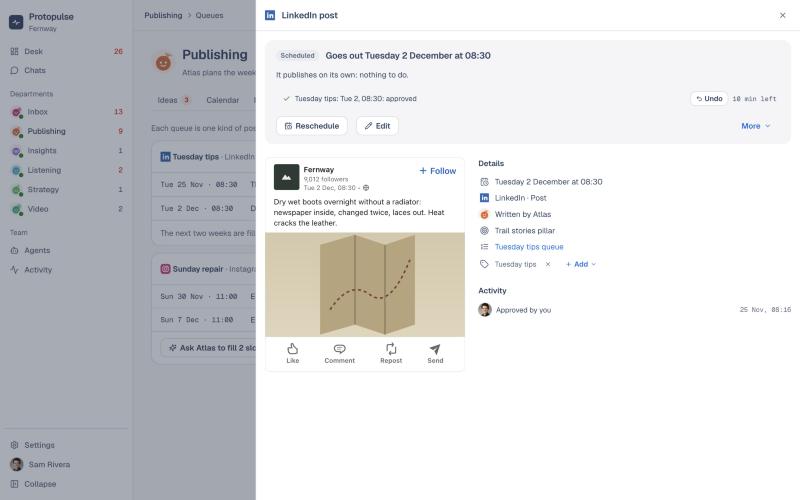 Protopulse
Fernway
Desk 26
Chats
Departments
Inbox 13
Publishing 9
Insights 1
Listening 2
Strategy 1
Video 2
Team
Agents
Activity
Settings
Sam Rivera
Collapse
Publishing > Queues
Publishing
Atlas plans the week
Ideas 3 Calendar
Each queue is one kind of pos
Tuesday tips · LinkedIn
Tue 25 Nov · 08:30
Tue 2 Dec · 08:30
The next two weeks are fill
Sunday repair · Instagra
Sun 30 Nov · 11:00
Sun 7 Dec · 11:00
Ask Atlas to fill 2 slo
LinkedIn post
Scheduled Goes out Tuesday 2 December at 08:30
It publishes on its own: nothing to do.
Tuesday tips: Tue 2, 08:30: approved Undo 10 min left
Reschedule Edit More
Fernway
9,012 followers
Tue 2 Dec, 08:30 ·
+ Follow
Dry wet boots overnight without a radiator:
newspaper inside, changed twice, laces out. Heat
cracks the leather.
Like Comment Repost Send
Details
Tuesday 2 December at 08:30
LinkedIn · Post
Written by Atlas
Trail stories pillar
Tuesday tips queue
Tuesday tips × + Add
Activity
Approved by you 25 Nov, 08:16